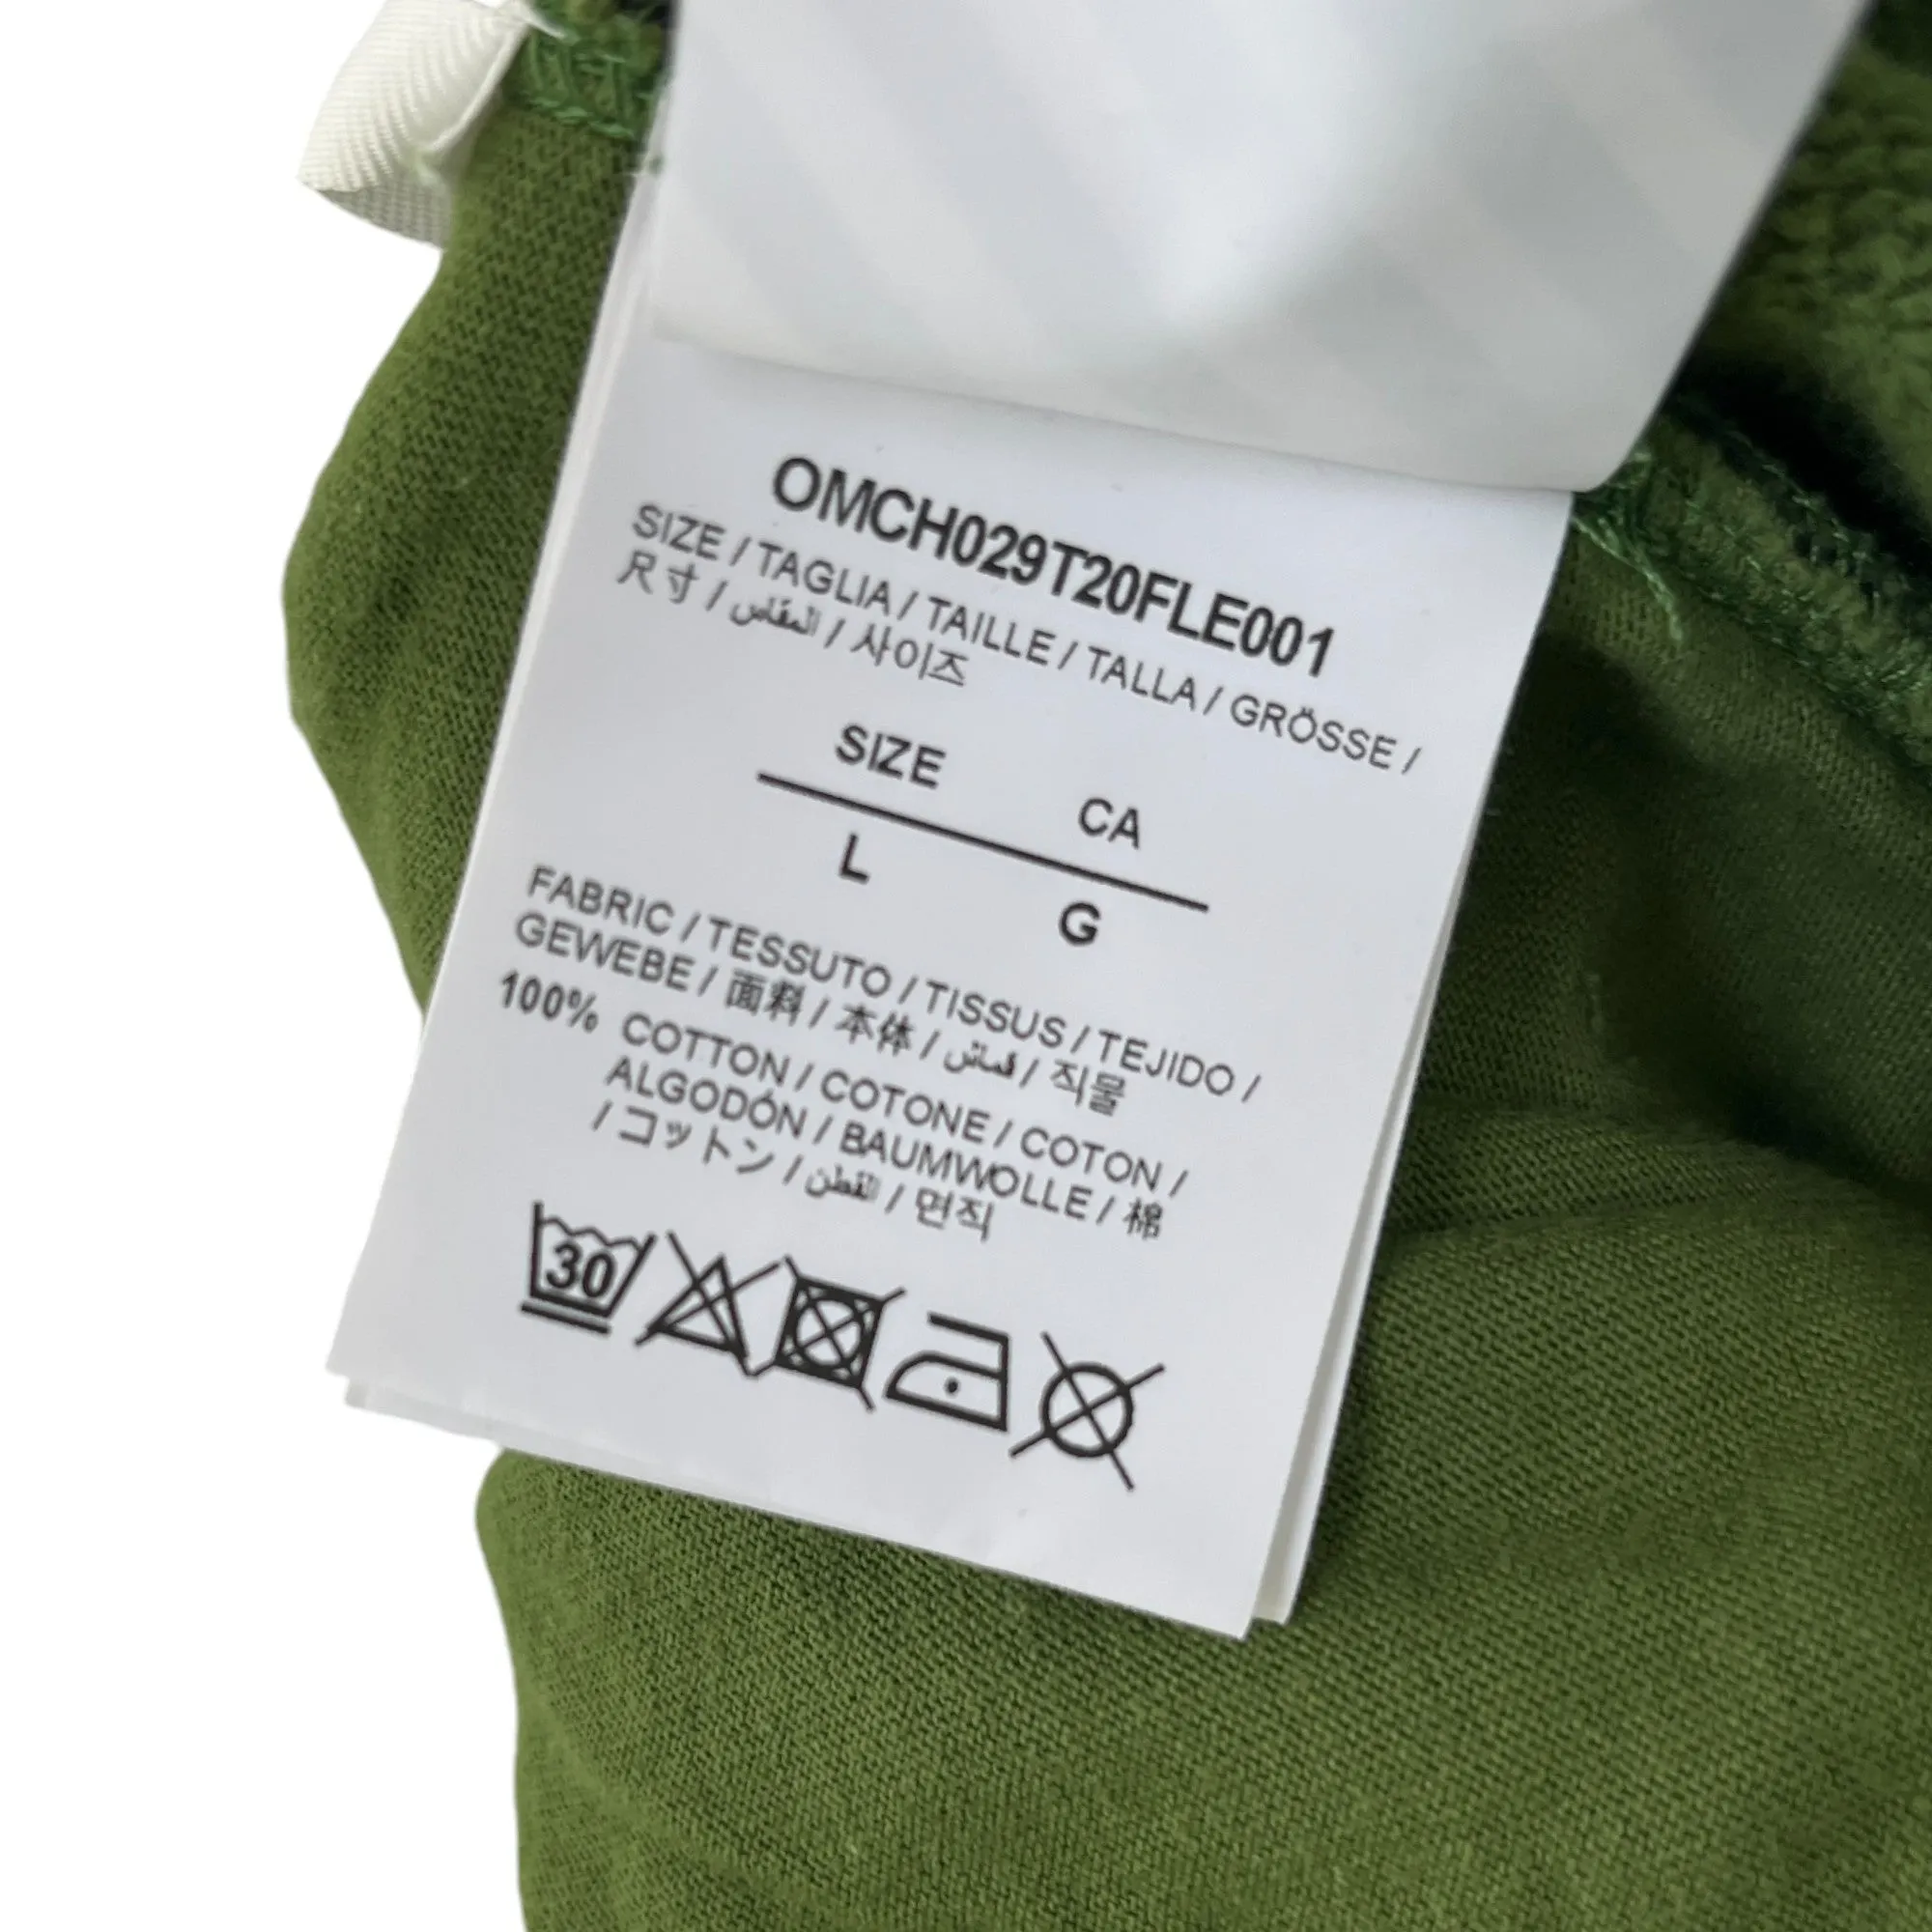 OMCH029T20FLE001
SIZE / TAGLIA / TAILLE / TALLA / GRÖSSE /
尺寸 / المقاس / 사이즈
SIZE CA
L G
FABRIC / TESSUTO / TISSUS / TEJIDO /
GEWEBE / 面料 / 本体 / قماش / 직물
100% COTTON / COTONE / COTON /
ALGODÓN / BAUMWOLLE / 棉
/ コットン / القطن / 면직
30